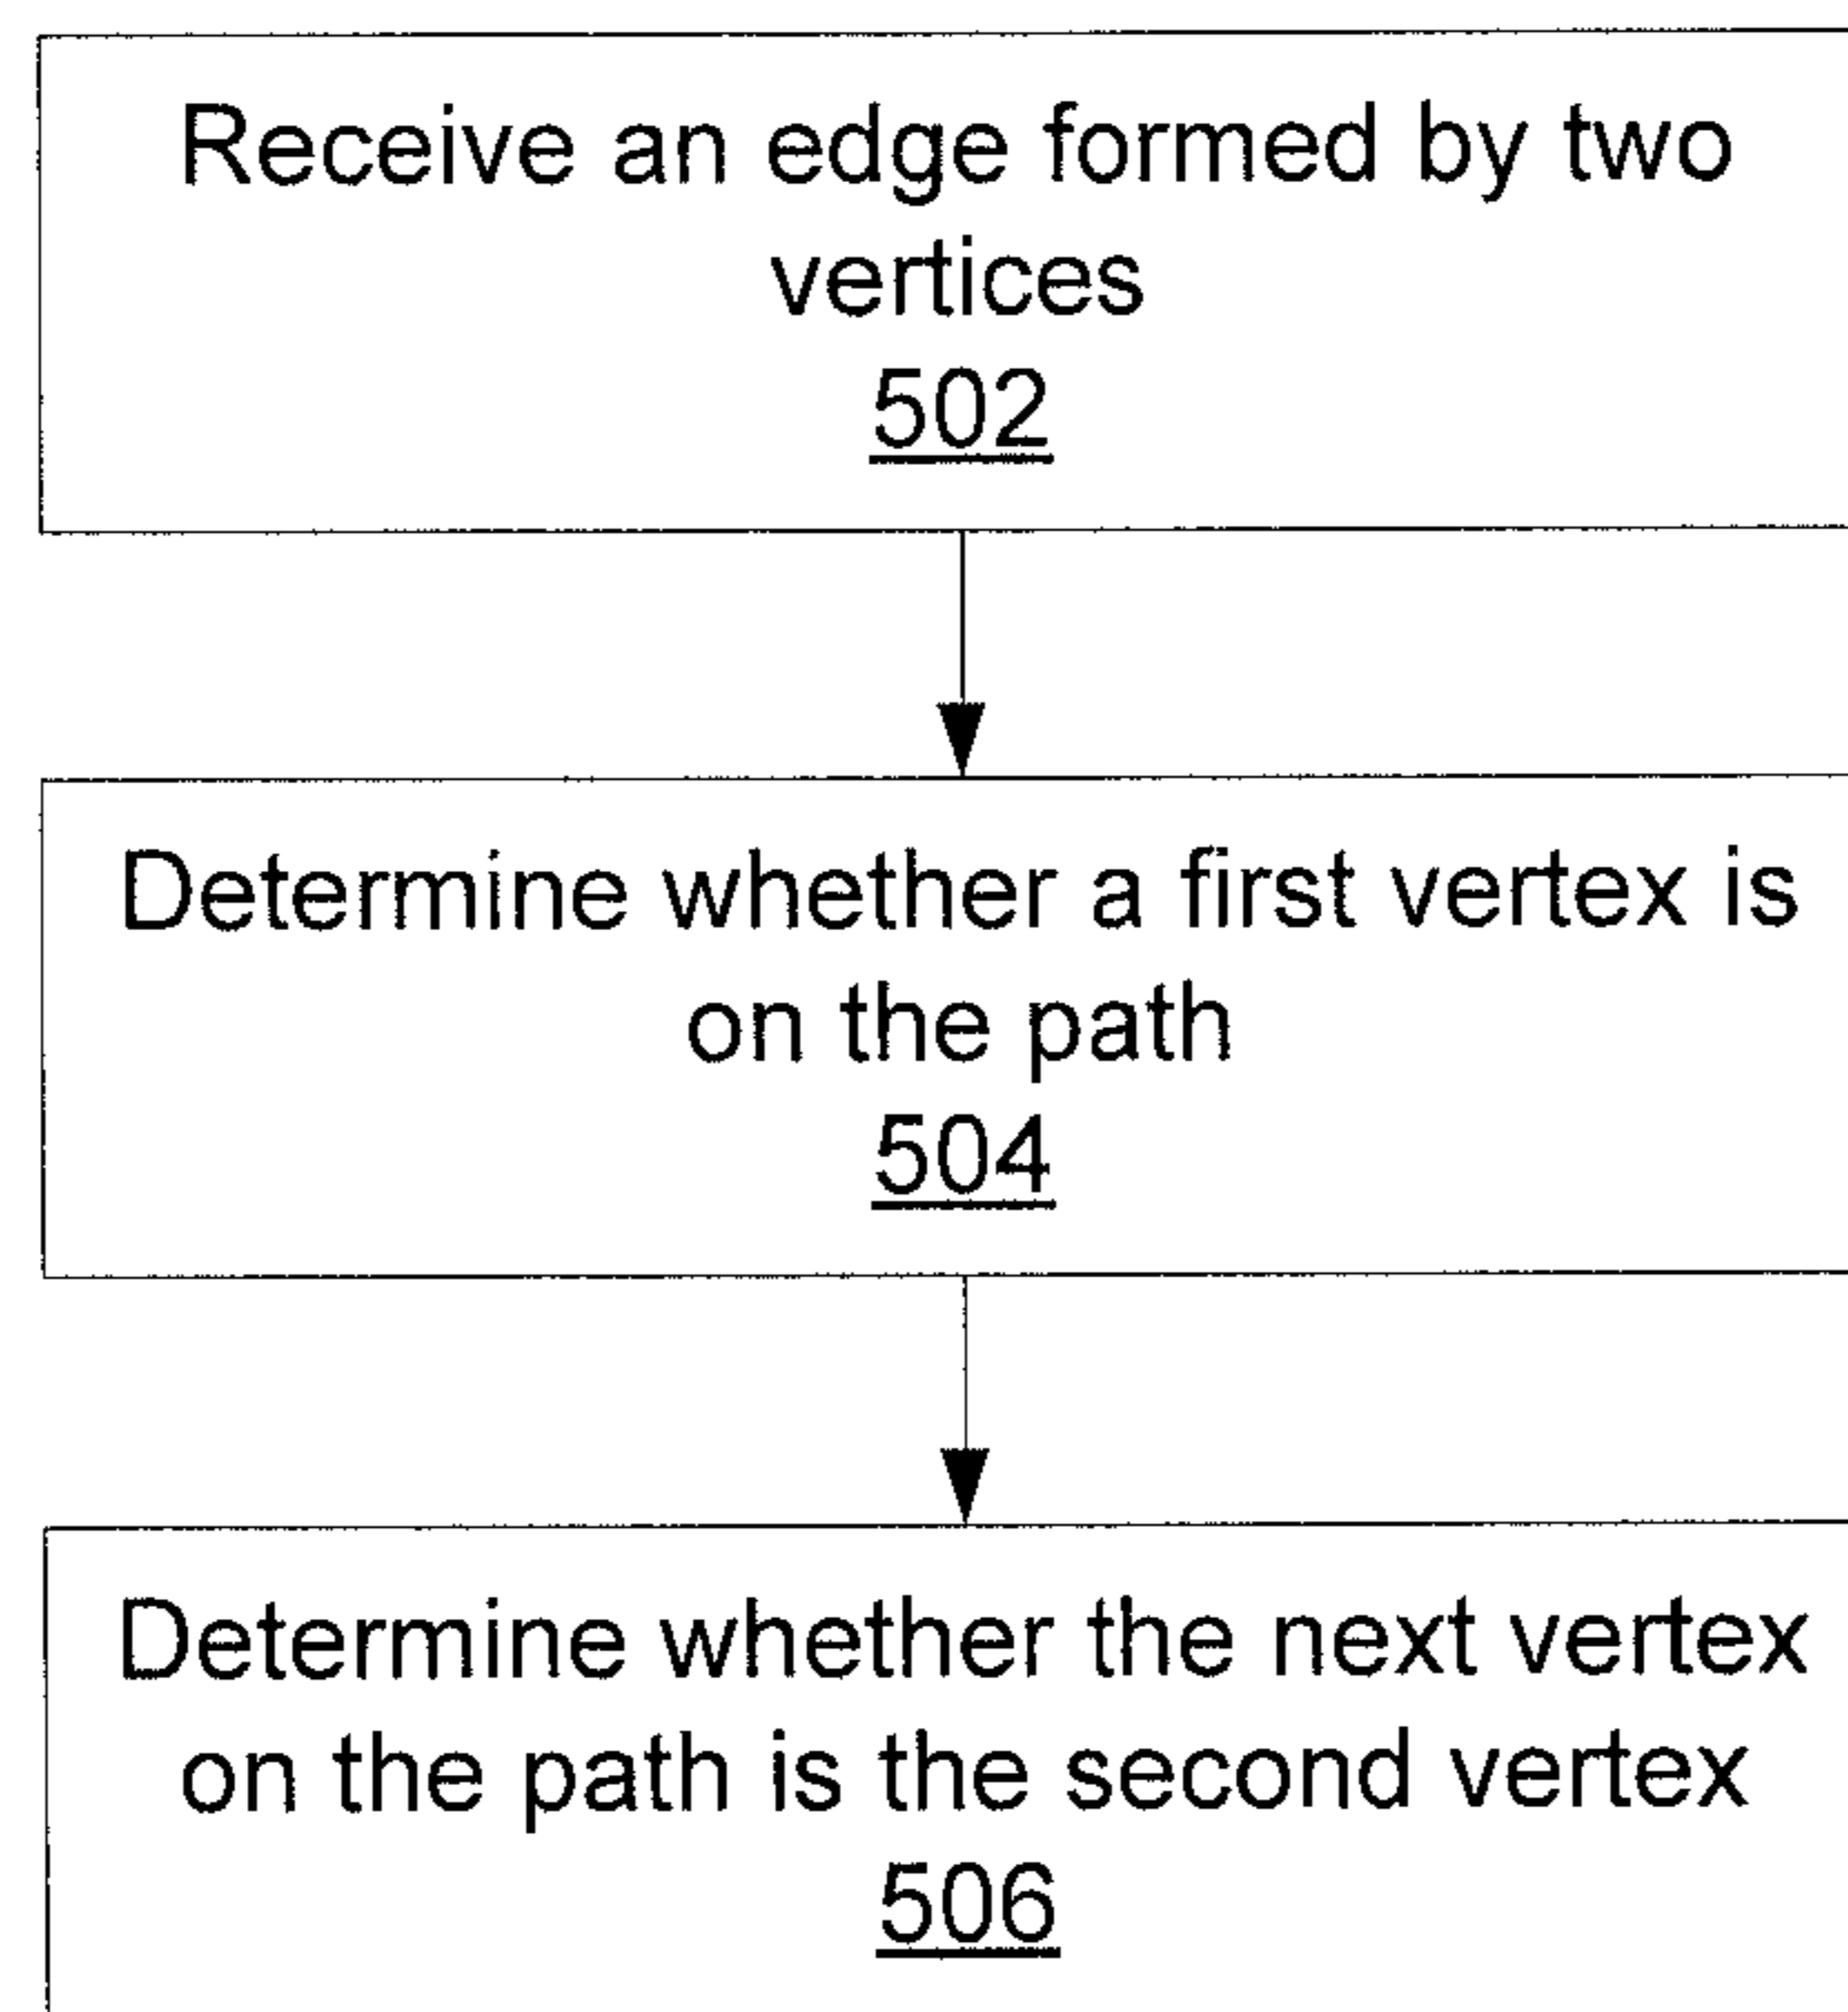 Receive an edge formed by two
vertices
502
Determine whether a first vertex is
on the path
504
Determine whether the next vertex
on the path is the second vertex
506